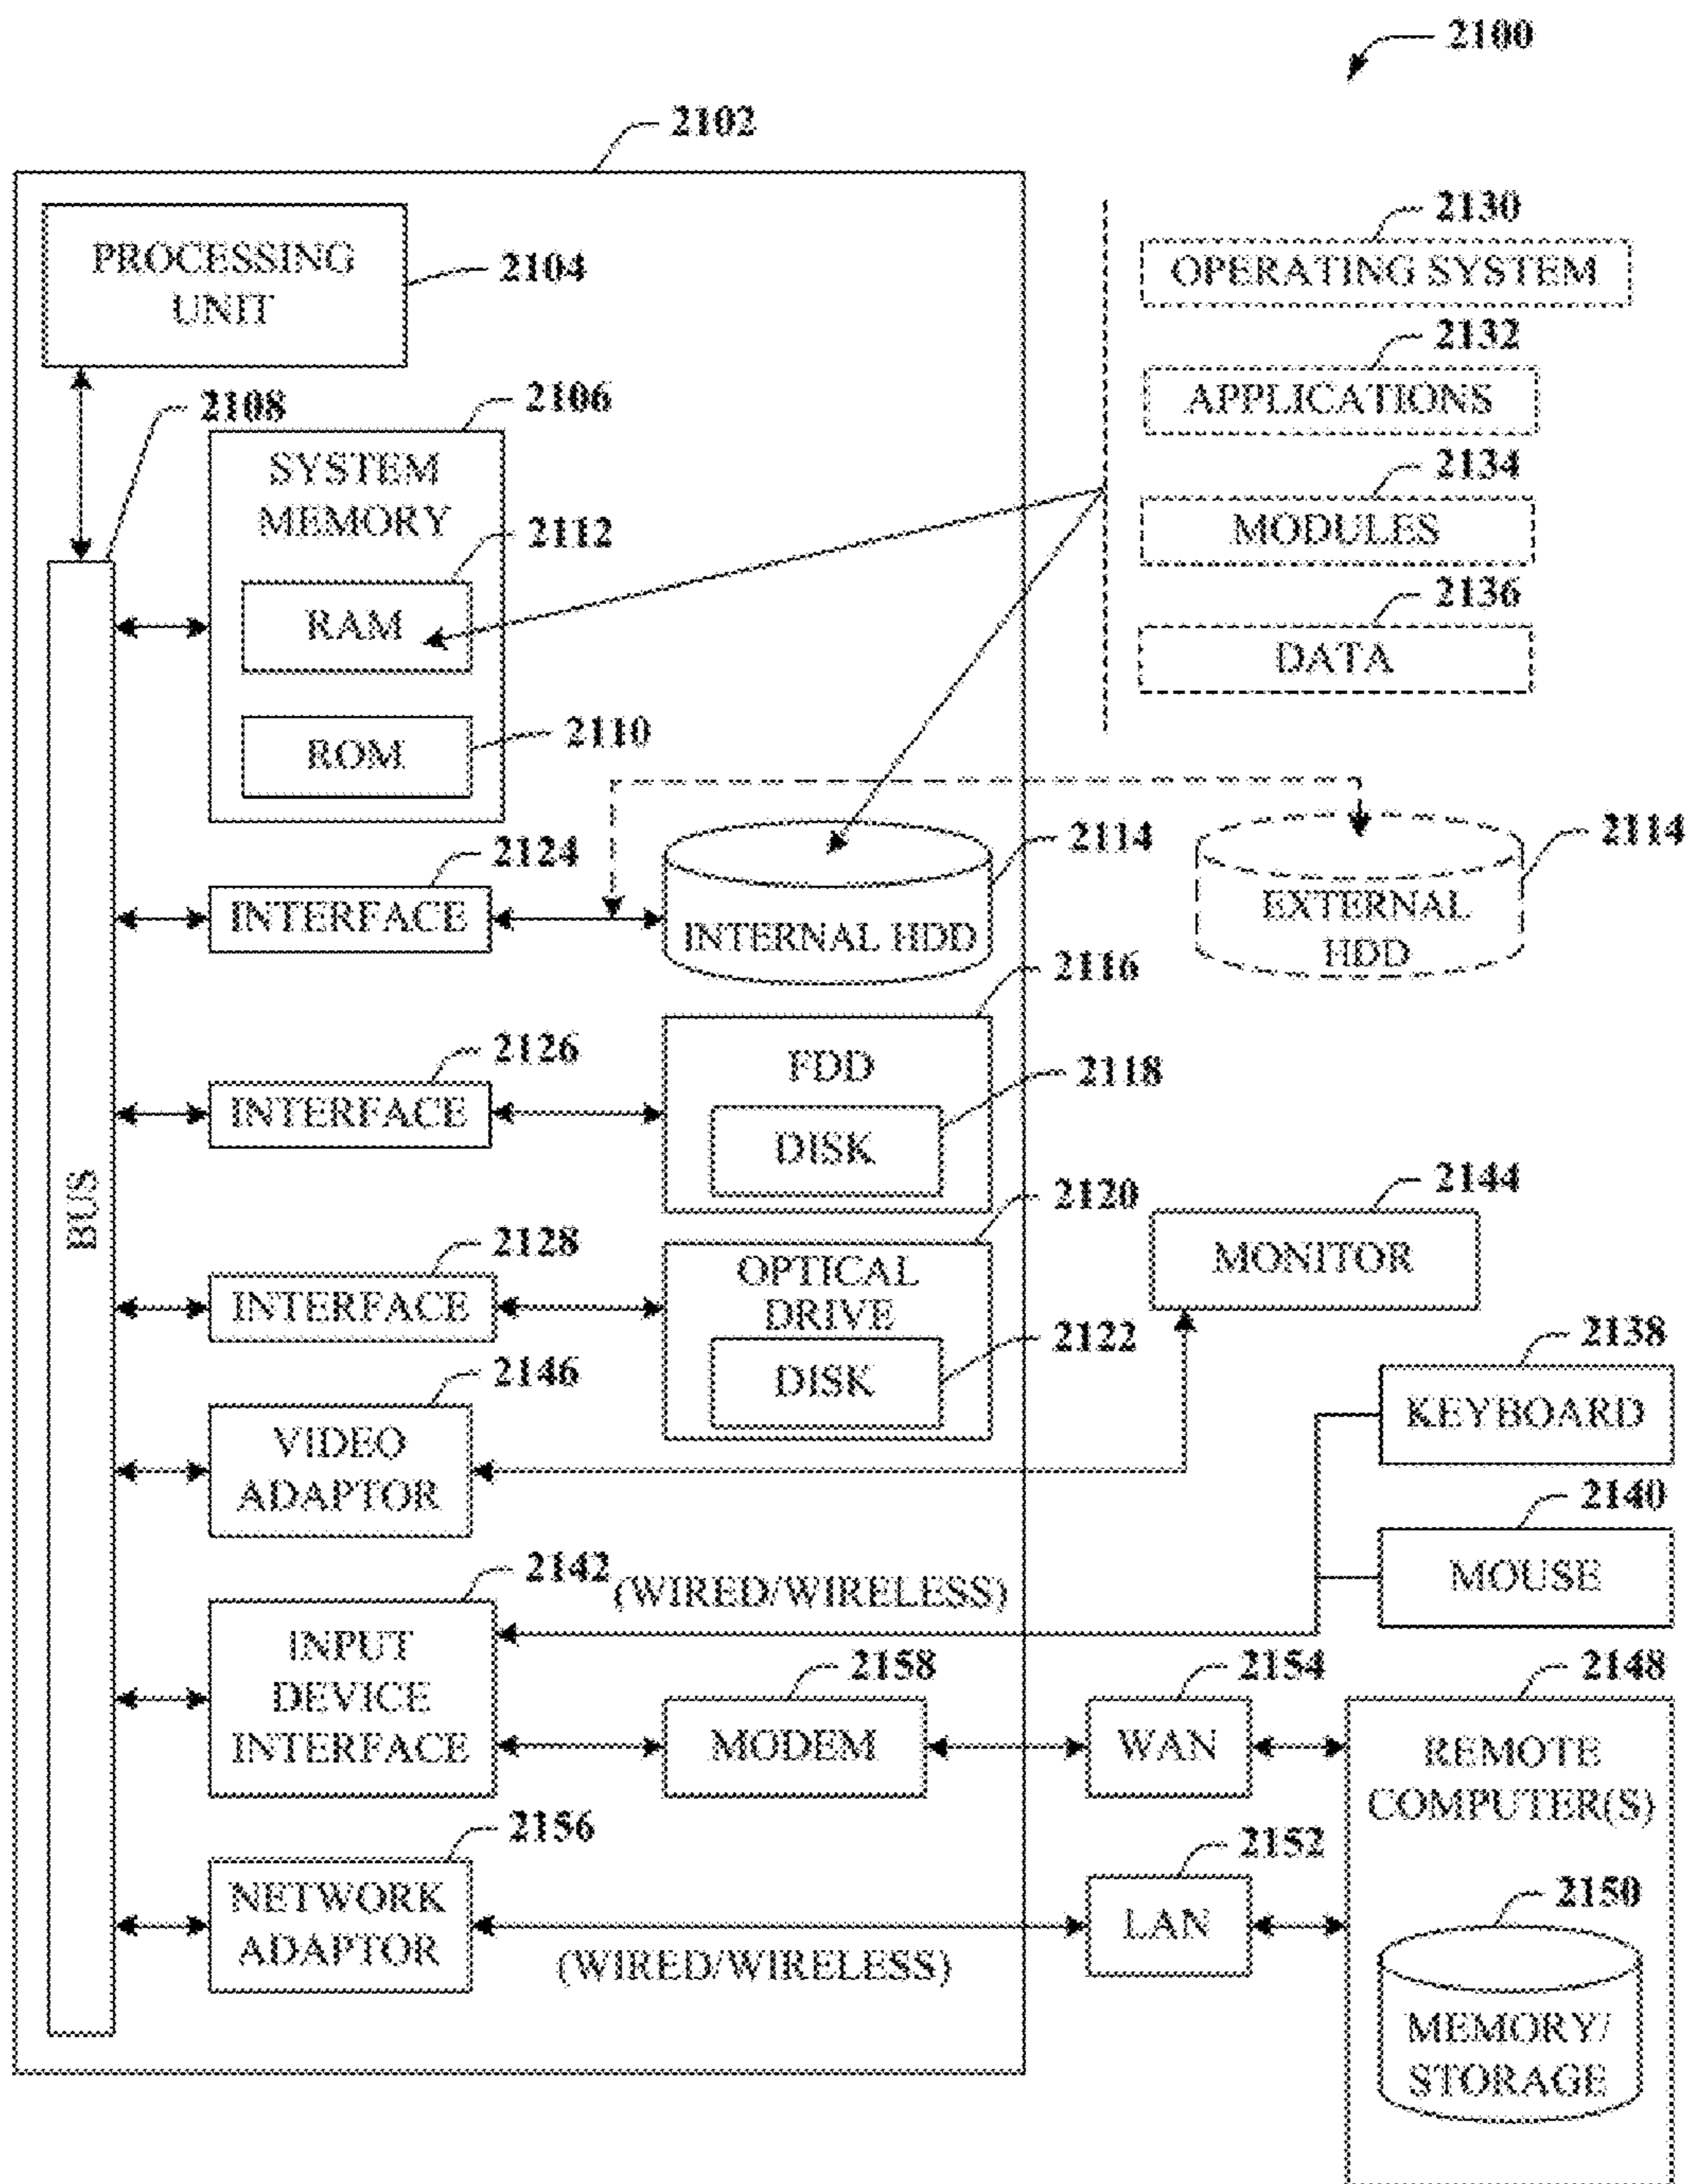 2100
2102
PROCESSING
UNIT
2104
2108
2106
SYSTEM
MEMORY
2112
RAM
2110
ROM
2130
OPERATING SYSTEM
2132
APPLICATIONS
2134
MODULES
2136
DATA
2124
INTERFACE
2114
INTERNAL HDD
2114
EXTERNAL
HDD
2126
INTERFACE
2116
FDD
2118
DISK
BUS
2128
INTERFACE
2120
OPTICAL
DRIVE
2122
DISK
2144
MONITOR
2146
VIDEO
ADAPTOR
2138
KEYBOARD
2140
MOUSE
2142
(WIRED/WIRELESS)
INPUT
DEVICE
INTERFACE
2158
MODEM
2154
WAN
2148
REMOTE
COMPUTER(S)
2156
NETWORK
ADAPTOR
(WIRED/WIRELESS)
2152
LAN
2150
MEMORY/
STORAGE